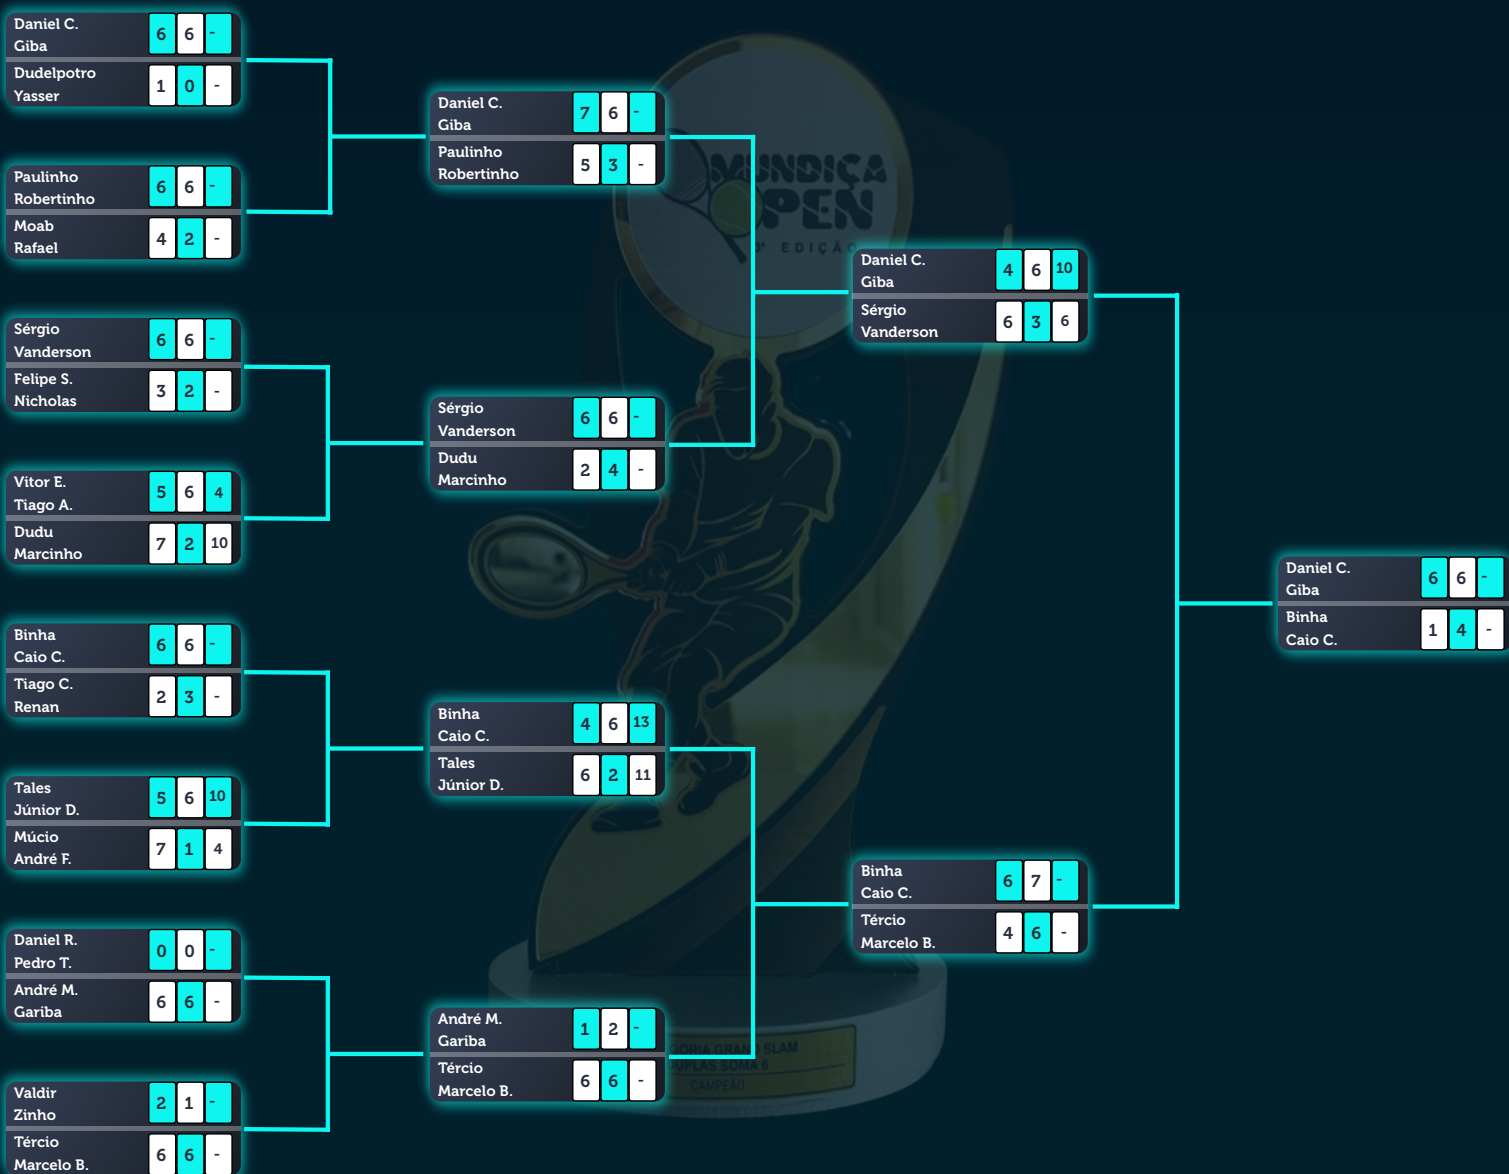 Daniel C. 6 6 -
Giba
Dudelpotro 1 0 -
Yasser
Paulinho 6 6 -
Robertinho
Moab 4 2 -
Rafael
Sérgio 6 6 -
Vanderson
Felipe S. 3 2 -
Nicholas
Vitor E. 5 6 4
Tiago A.
Dudu 7 2 10
Marcinho
Binha 6 6 -
Caio C.
Tiago C. 2 3 -
Renan
Tales 5 6 10
Júnior D.
Múcio 7 1 4
André F.
Daniel R. 0 0 -
Pedro T.
André M. 6 6 -
Gariba
Valdir 2 1 -
Zinho
Tércio 6 6 -
Marcelo B.
Daniel C. 7 6 -
Giba
Paulinho 5 3 -
Robertinho
Sérgio 6 6 -
Vanderson
Dudu 2 4 -
Marcinho
Binha 4 6 13
Caio C.
Tales 6 2 11
Júnior D.
André M. 1 2 -
Gariba
Tércio 6 6 -
Marcelo B.
Daniel C. 4 6 10
Giba
Sérgio 6 3 6
Vanderson
Binha 6 7 -
Caio C.
Tércio 4 6 -
Marcelo B.
Daniel C. 6 6 -
Giba
Binha 1 4 -
Caio C.
MUNDIÇA
OPEN
EDIÇÃO
SLAM
SOMA 6
CAMPEÃO